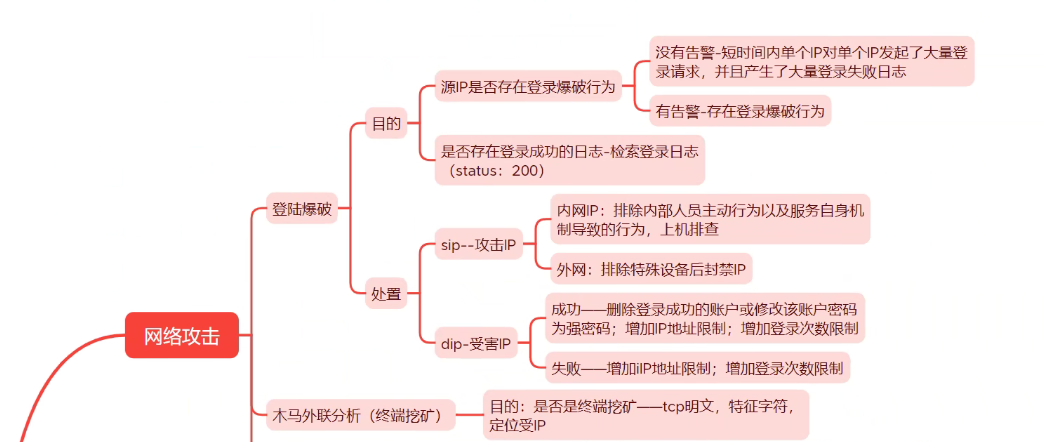 网络攻击
登陆爆破
目的
源IP是否存在登录爆破行为
没有告警-短时间内单个IP对单个IP发起了大量登
录请求，并且产生了大量登录失败日志
有告警-存在登录爆破行为
是否存在登录成功的日志-检索登录日志
（status：200）
处置
sip--攻击IP
内网IP：排除内部人员主动行为以及服务自身机
制导致的行为，上机排查
外网：排除特殊设备后封禁IP
dip-受害IP
成功——删除登录成功的账户或修改该账户密码
为强密码；增加IP地址限制；增加登录次数限制
失败——增加iIP地址限制；增加登录次数限制
木马外联分析（终端挖矿）
目的：是否是终端挖矿——tcp明文，特征字符，
定位受IP